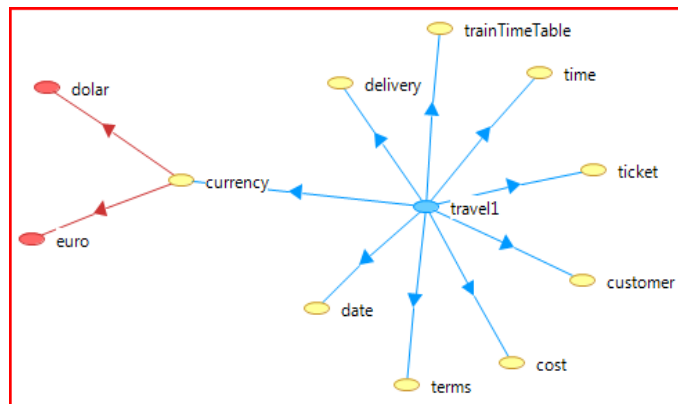 trainTimeTable
time
delivery
dolar
ticket
currency
travel1
euro
customer
date
cost
terms